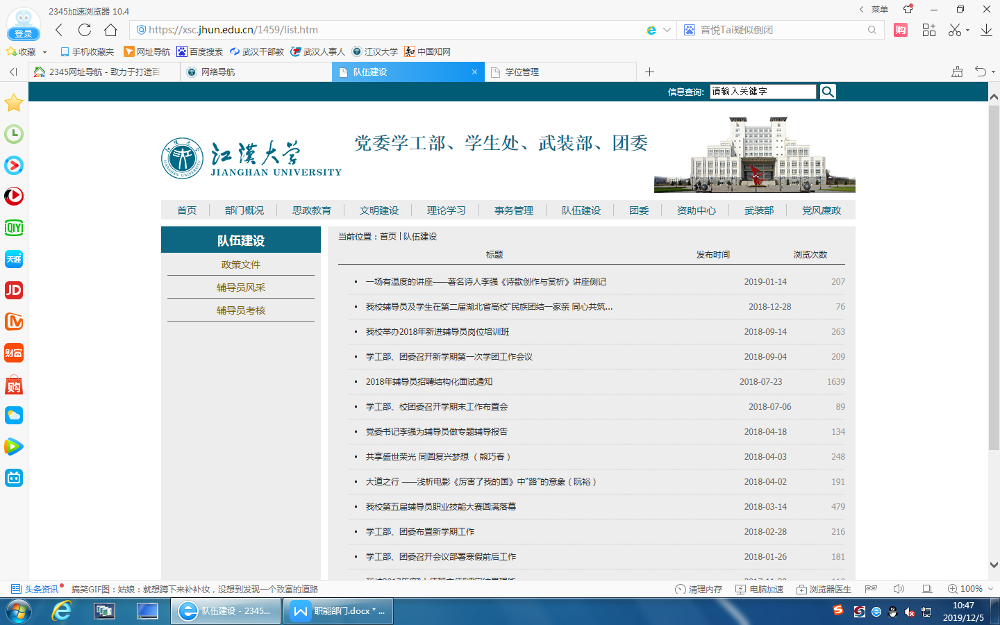 2345加速浏览器 10.4
菜单
登录
https://xsc.jhun.edu.cn/1459/list.htm
音悦Tai疑似倒闭
购
收藏
手机收藏夹
网址导航
百度搜索
武汉干部教
武汉人事人
江汉大学
中国知网
2345网址导航 - 致力于打造百
网络导航
队伍建设
学位管理
信息查询:
请输入关键字
江汉大学
JIANGHAN UNIVERSITY
党委学工部、学生处、武装部、团委
首页
部门概况
思政教育
文明建设
理论学习
事务管理
队伍建设
团委
资助中心
武装部
党风廉政
队伍建设
政策文件
辅导员风采
辅导员考核
当前位置：首页 | 队伍建设
标题 发布时间 浏览次数
一场有温度的讲座——著名诗人李强《诗歌创作与赏析》讲座侧记 2019-01-14 207
我校辅导员及学生在第二届湖北省高校“民族团结一家亲 同心共筑... 2018-12-28 76
我校举办2018年新进辅导员岗位培训班 2018-09-14 263
学工部、团委召开新学期第一次学团工作会议 2018-09-04 209
2018年辅导员招聘结构化面试通知 2018-07-23 1639
学工部、校团委召开学期末工作布置会 2018-07-06 89
党委书记李强为辅导员做专题辅导报告 2018-04-18 134
共享盛世荣光 同圆复兴梦想 （熊巧春） 2018-04-03 248
大道之行 ——浅析电影《厉害了我的国》中“路”的意象（阮裕） 2018-04-02 191
我校第五届辅导员职业技能大赛圆满落幕 2018-03-14 479
学工部、团委布置新学期工作 2018-02-28 216
学工部、团委召开会议部署寒假前后工作 2018-01-26 181
iQIY
天涯
JD
财富
购
头条资讯
搞笑GIF图：姑娘：就想蹲下来补补妆，没想到发现一个致富的道路
清理内存
电脑加速
浏览器医生
100%
队伍建设 - 2345...
职能部门.docx * ...
10:47
2019/12/5